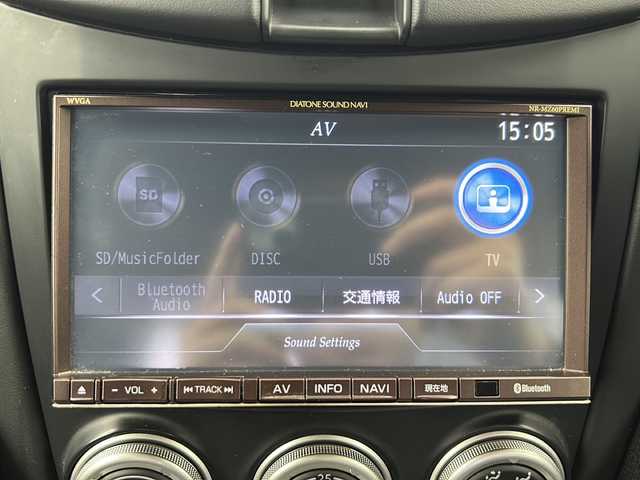 WVGA
DIATONE SOUND NAVI
NR-MZ60PREMI
AV
15:05
SD
SD/MusicFolder
DISC
USB
TV
Bluetooth Audio
RADIO
交通情報
Audio OFF
Sound Settings
- VOL +
TRACK
AV
INFO
NAVI
現在地
Bluetooth
25